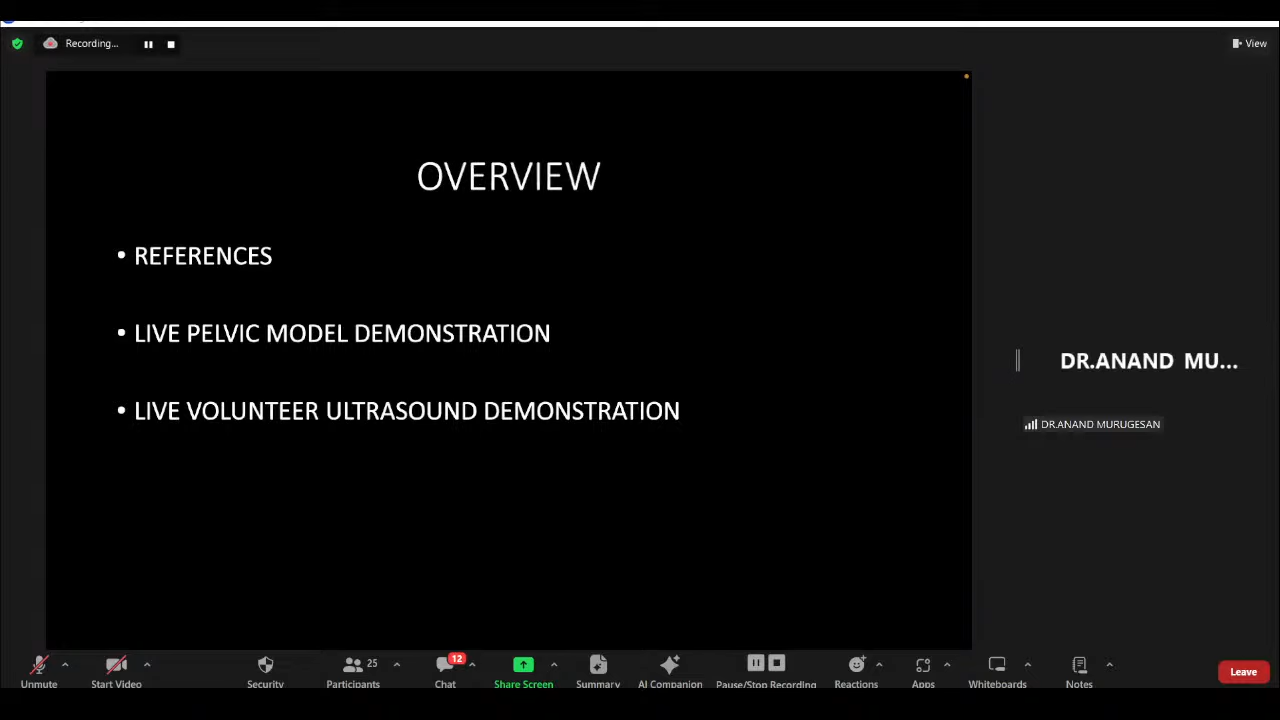 Recording...
View
OVERVIEW
• REFERENCES
• LIVE PELVIC MODEL DEMONSTRATION
• LIVE VOLUNTEER ULTRASOUND DEMONSTRATION
DR.ANAND MU...
DR.ANAND MURUGESAN
25
12
Unmute
Start Video
Security
Participants
Chat
Share Screen
Summary
AI Companion
Pause/Stop Recording
Reactions
Apps
Whiteboards
Notes
Leave